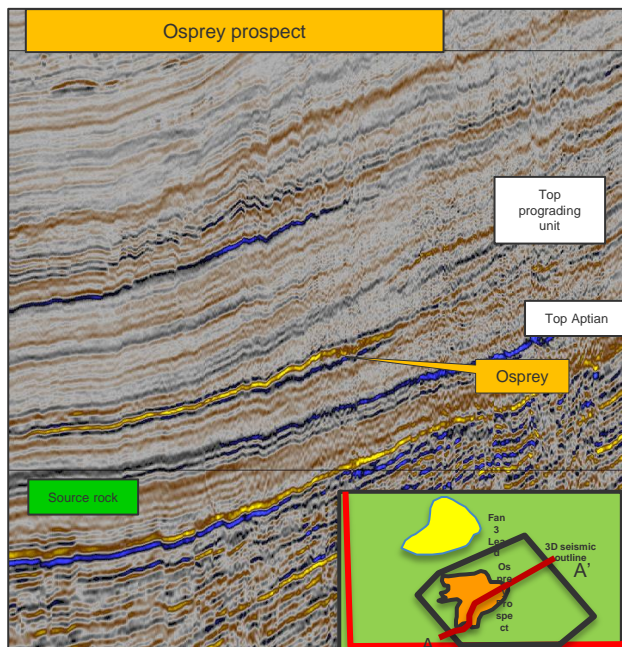 Osprey prospect
Top
prograding
unit
Top Aptian
Osprey
Source rock
Fan
3
Lea
d
3D seismic
outline
A'
Os
pre
y
Pro
spe
ct
A